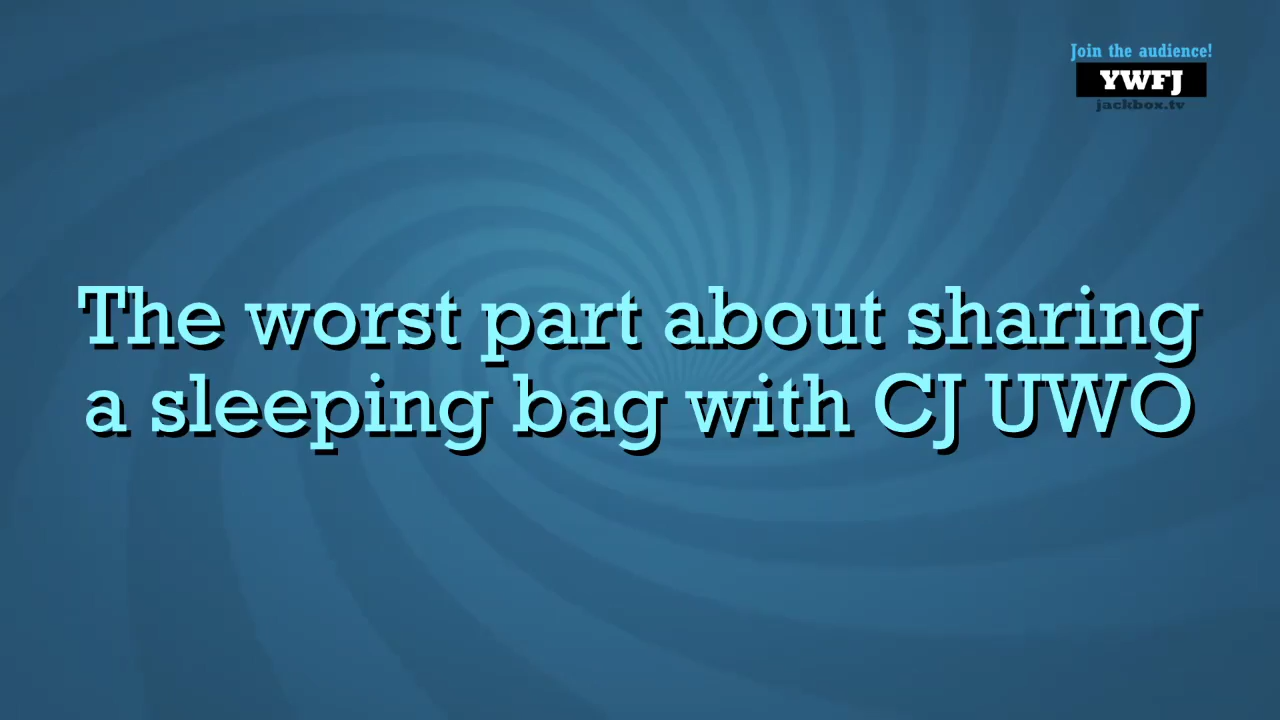 Join the audience!
YWFJ
jackbox.tv
The worst part about sharing
a sleeping bag with CJ UWO